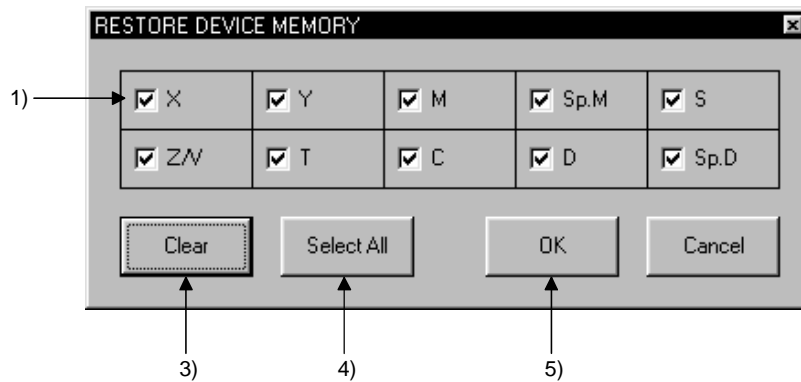 RESTORE DEVICE MEMORY
1) X Y M Sp.M S
Z/V T C D Sp.D
Clear Select All OK Cancel
3) 4) 5)